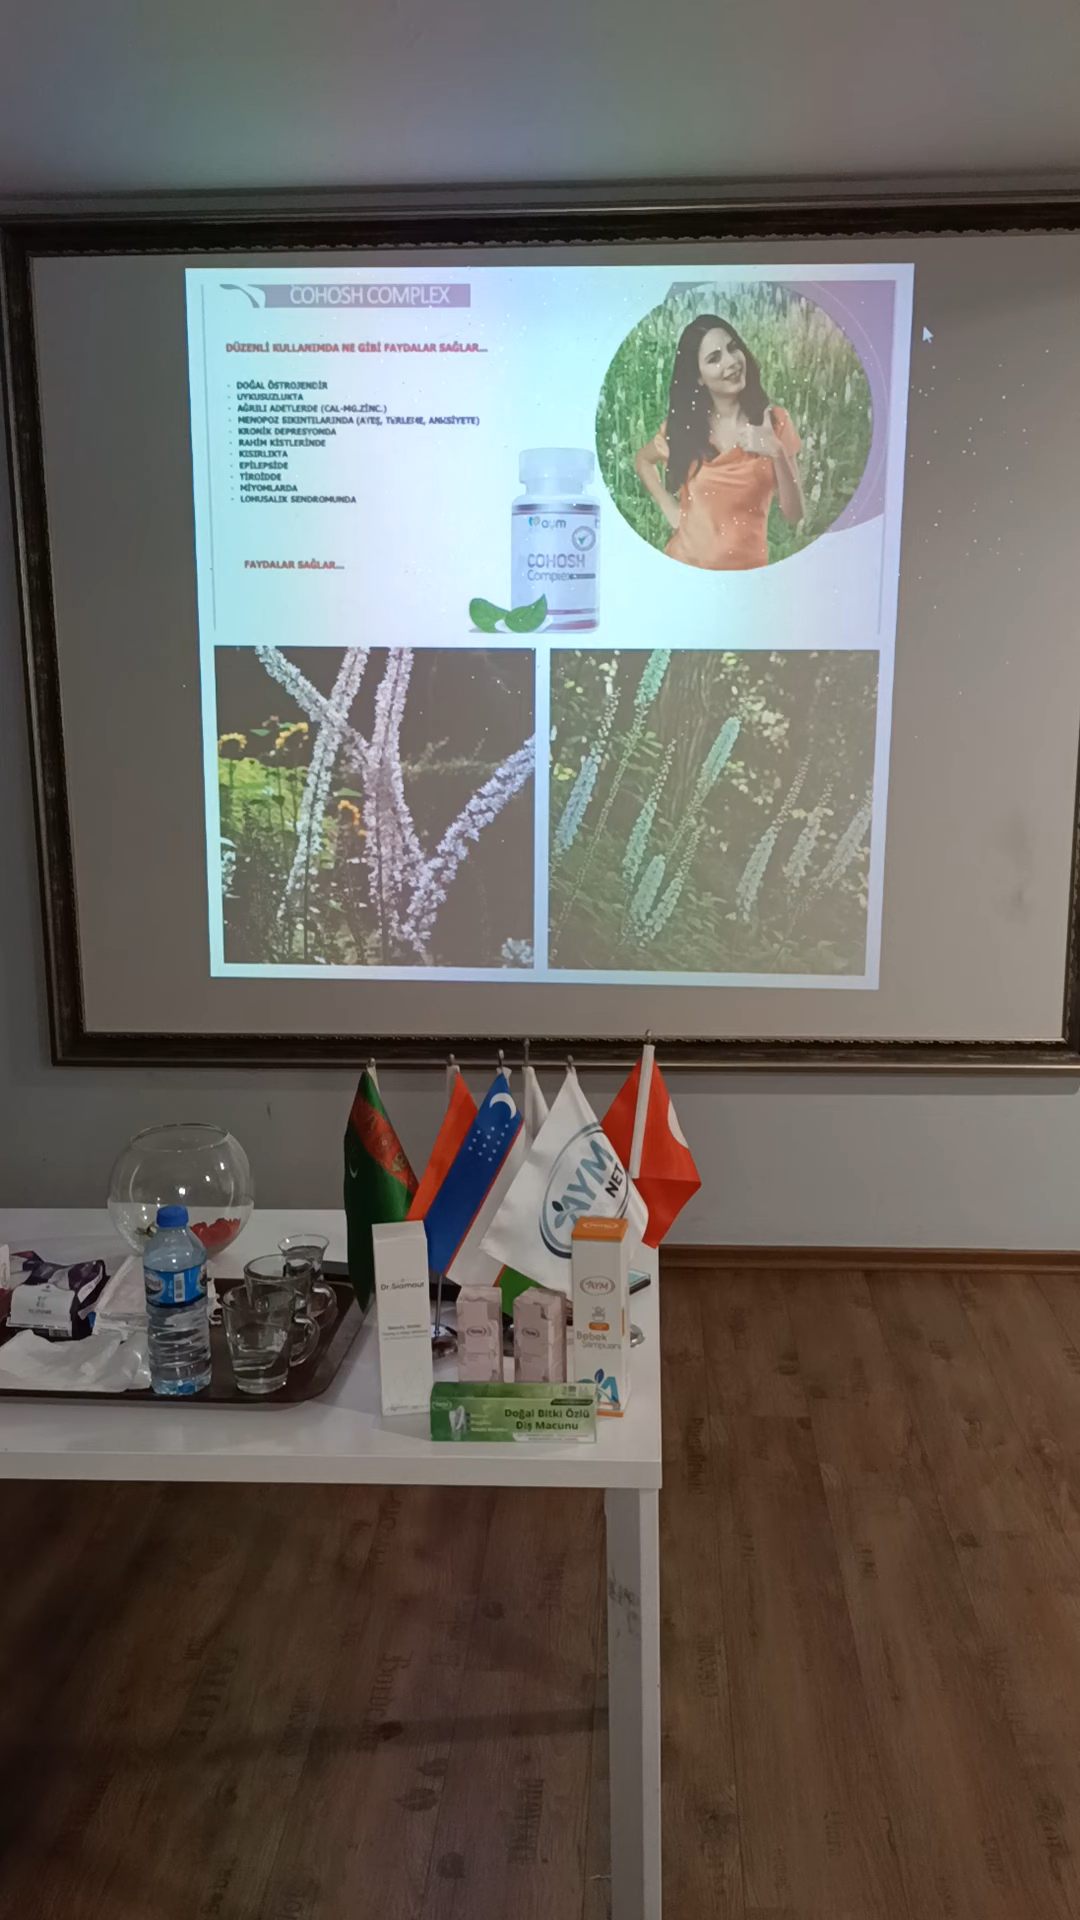 COHOSH COMPLEX
DÜZENLİ KULLANIMDA NE GİBİ FAYDALAR SAĞLAR...
- DOĞAL ÖSTROJENDİR
- UYKUSUZLUKTA
- AĞRILI ADETLERDE (CAL-MG.ZİNC.)
- MENOPOZ SIKINTILARINDA (ATEŞ, TERLEME, ANKSİYETE)
- KRONİK DEPRESYONDA
- RAHİM KİSTLERİNDE
- KISIRLIKTA
- EPİLEPSİDE
- TİROİDDE
- MİYOMLARDA
- LOHUSALIK SENDROMUNDA
FAYDALAR SAĞLAR...
aym
COHOSH
Complex
AYM
NET
Dr.Siamour
AYM
Bebek
Şampuanı
Doğal Bitki Özlü
Diş Macunu